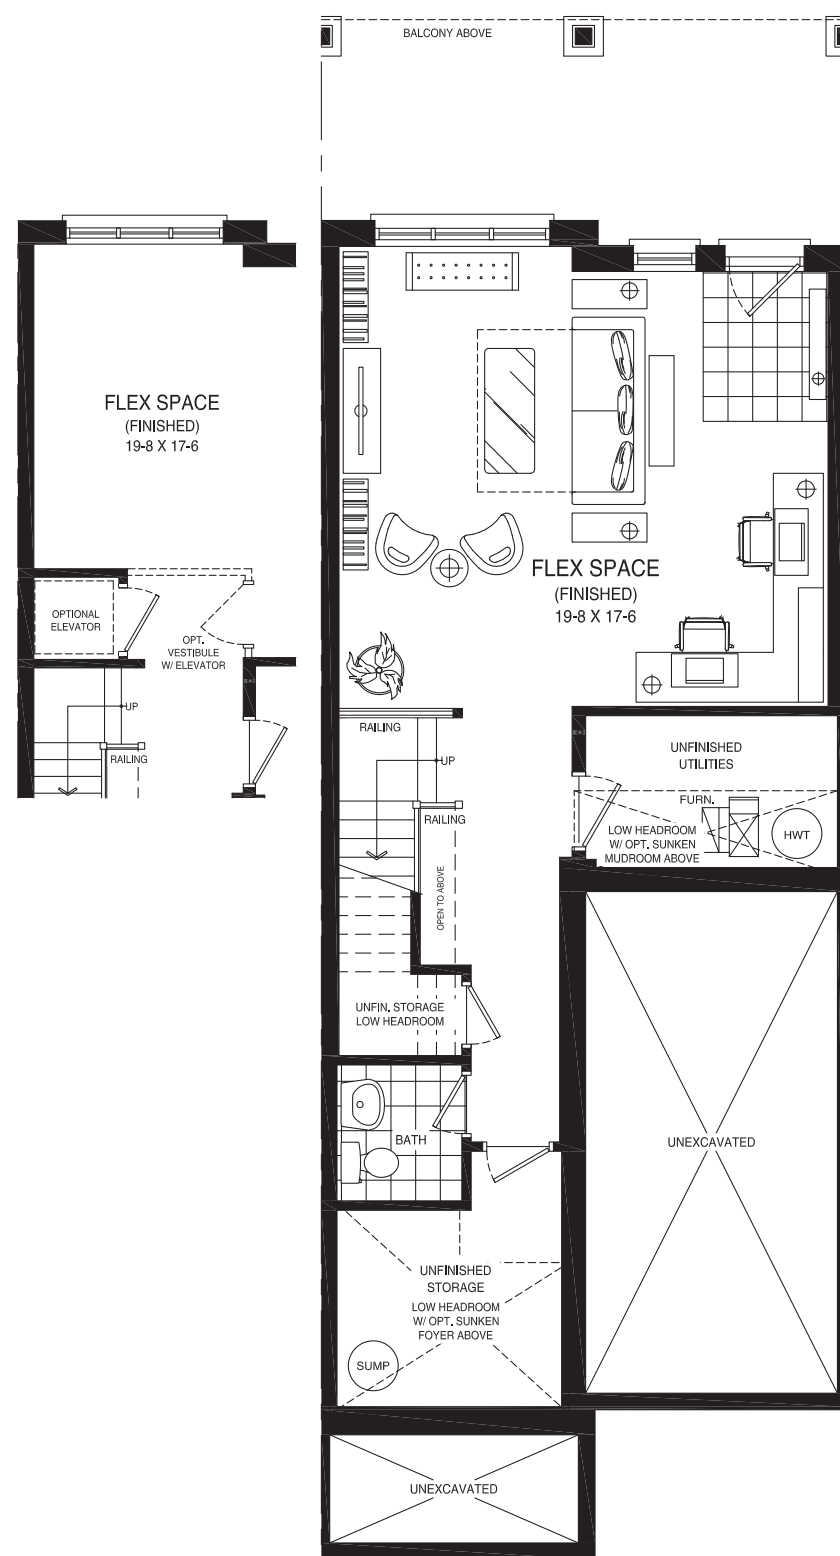 BALCONY ABOVE
FLEX SPACE
(FINISHED)
19-8 X 17-6
OPTIONAL
ELEVATOR
OPT.
VESTIBULE
W/ ELEVATOR
UP
RAILING
FLEX SPACE
(FINISHED)
19-8 X 17-6
RAILING
UP
RAILING
OPEN TO ABOVE
UNFINISHED
UTILITIES
FURN.
LOW HEADROOM
W/ OPT. SUNKEN
MUDROOM ABOVE
HWT
UNFIN. STORAGE
LOW HEADROOM
BATH
UNEXCAVATED
UNFINISHED
STORAGE
LOW HEADROOM
W/ OPT. SUNKEN
FOYER ABOVE
SUMP
UNEXCAVATED